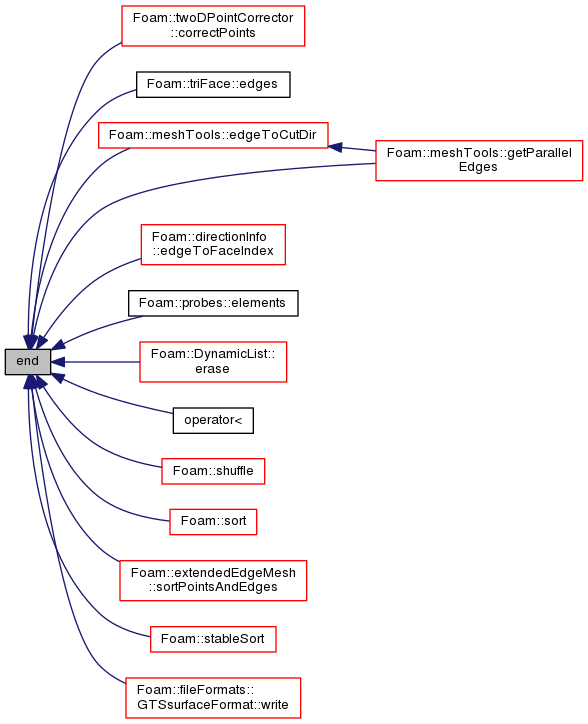 Foam::twoDPointCorrector
::correctPoints
Foam::triFace::edges
Foam::meshTools::edgeToCutDir
Foam::meshTools::getParallel
Edges
Foam::directionInfo
::edgeToFaceIndex
Foam::probes::elements
end
Foam::DynamicList::
erase
operator<
Foam::shuffle
Foam::sort
Foam::extendedEdgeMesh
::sortPointsAndEdges
Foam::stableSort
Foam::fileFormats::
GTSsurfaceFormat::write